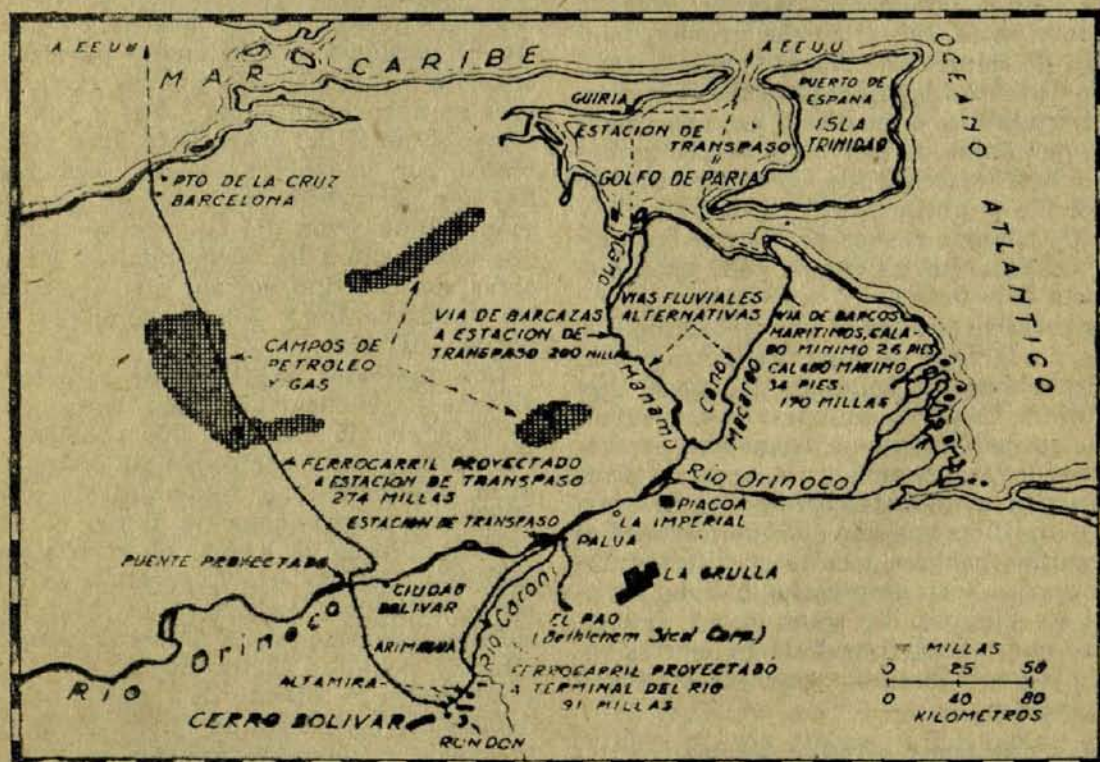 A EEUU
MAR CARIBE
A EEUU
OCEANO ATLANTICO
GUIRIA
PUERTO DE
ESPAÑA
ISLA
TRINIDAD
ESTACION DE
TRANSPASO
GOLFO DE PARIA
PTO DE LA CRUZ
BARCELONA
Caño Manamo
VIAS FLUVIALES
ALTERNATIVAS
VIA DE BARCAZAS
A ESTACION DE
TRANSPASO 200 MILLAS
VIA DE BARCOS
MARITIMOS, CALA-
DO MINIMO 26 PIES
CALADO MAXIMO
34 PIES.
190 MILLAS
Caño Macareo
CAMPOS DE
PETROLEO
Y GAS
FERROCARRIL PROYECTADO
A ESTACION DE TRANSPASO
274 MILLAS
Rio Orinoco
PIACOA
LA IMPERIAL
ESTACION DE TRANSPASO
PALUA
PUENTE PROYECTADO
CIUDAD
BOLIVAR
LA GRULLA
Rio Caroni
EL PAO
(Bethlehem Steel Corp.)
RIO Orinoco
ALTAMIRA
FERROCARRIL PROYECTADO
A TERMINAL DEL RIO
91 MILLAS
CERRO BOLIVAR
RONDON
MILLAS
0 25 50
0 40 80
KILOMETROS